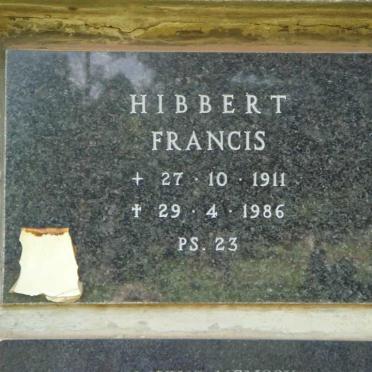 HIBBERT
FRANCIS
+ 27 · 10 · 1911
✝ 29 · 4 · 1986
PS. 23